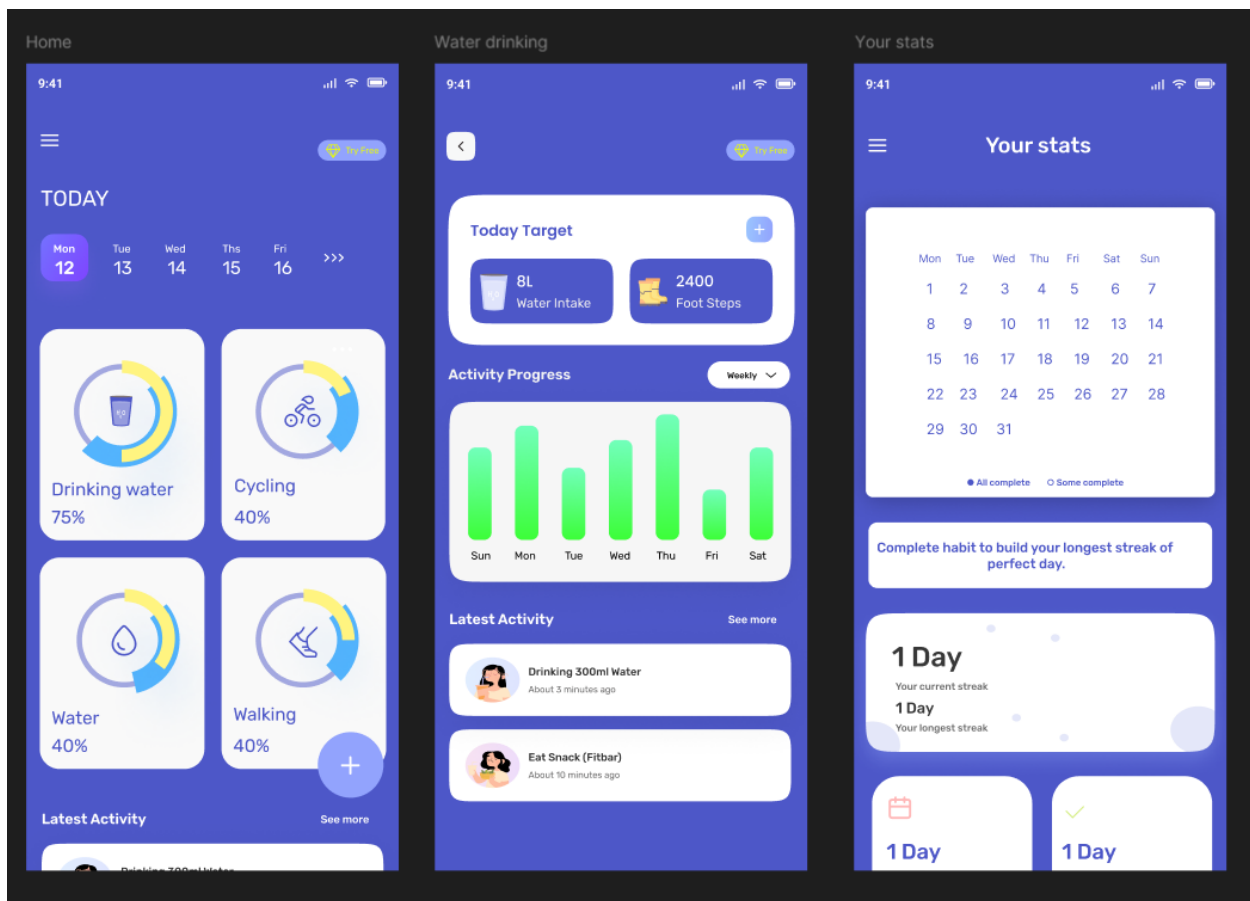 Home
9:41
Try Free
TODAY
Mon Tue Wed Ths Fri
12 13 14 15 16 >>>
Drinking water
75%
Cycling
40%
Water
40%
Walking
40%
+
Latest Activity See more
Water drinking
9:41
Try Free
Today Target
+
8L
Water Intake
2400
Foot Steps
Activity Progress Weekly
Sun Mon Tue Wed Thu Fri Sat
Latest Activity See more
Drinking 300ml Water
About 3 minutes ago
Eat Snack (Fitbar)
About 10 minutes ago
Your stats
9:41
Your stats
Mon Tue Wed Thu Fri Sat Sun
1 2 3 4 5 6 7
8 9 10 11 12 13 14
15 16 17 18 19 20 21
22 23 24 25 26 27 28
29 30 31
All complete Some complete
Complete habit to build your longest streak of
perfect day.
1 Day
Your current streak
1 Day
Your longest streak
1 Day
1 Day